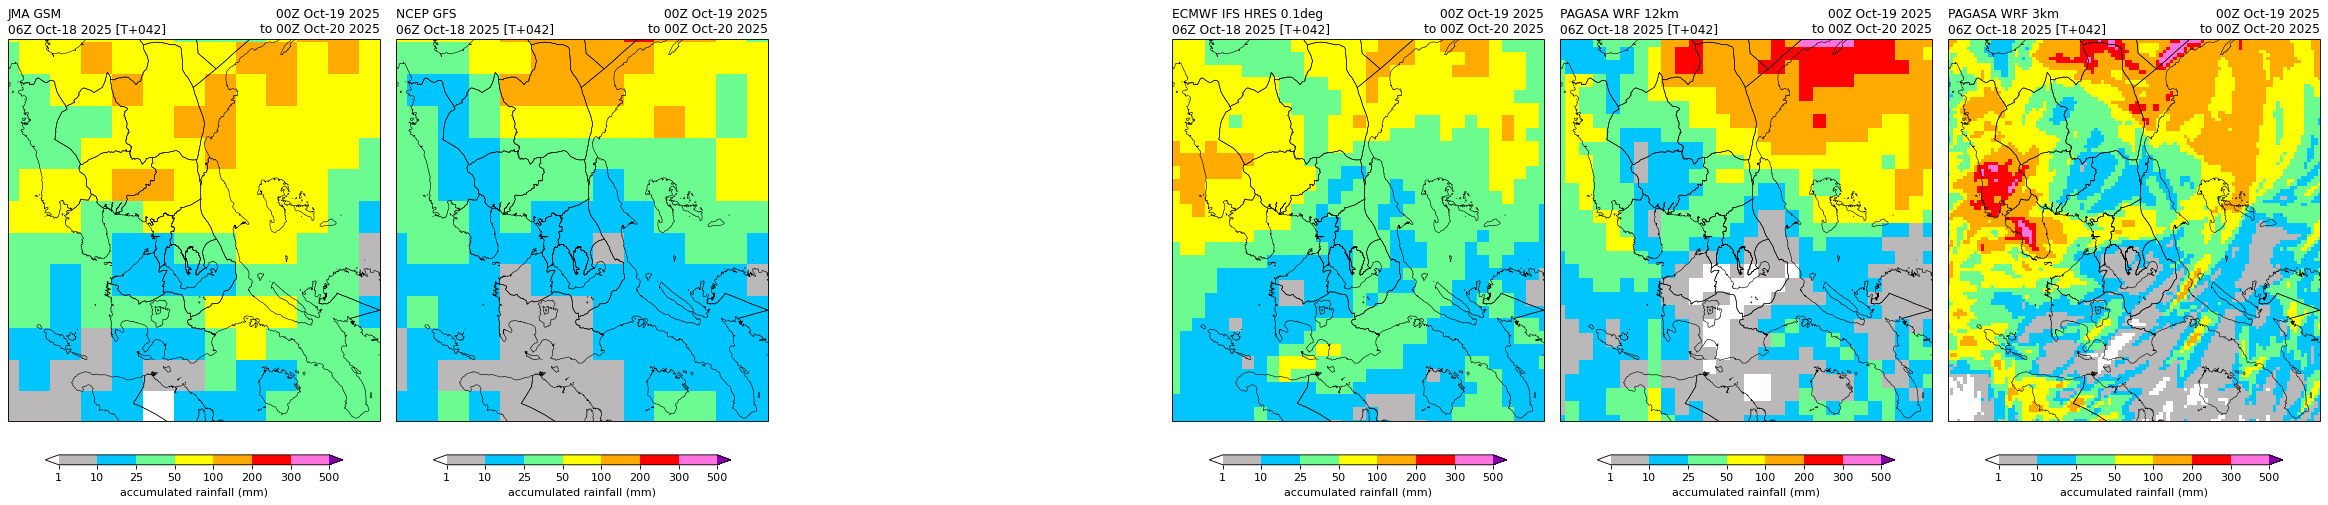 JMA GSM 00Z Oct-19 2025
06Z Oct-18 2025 [T+042] to 00Z Oct-20 2025
1 10 25 50 100 200 300 500
accumulated rainfall (mm)
NCEP GFS 00Z Oct-19 2025
06Z Oct-18 2025 [T+042] to 00Z Oct-20 2025
1 10 25 50 100 200 300 500
accumulated rainfall (mm)
ECMWF IFS HRES 0.1deg 00Z Oct-19 2025
06Z Oct-18 2025 [T+042] to 00Z Oct-20 2025
1 10 25 50 100 200 300 500
accumulated rainfall (mm)
PAGASA WRF 12km 00Z Oct-19 2025
06Z Oct-18 2025 [T+042] to 00Z Oct-20 2025
1 10 25 50 100 200 300 500
accumulated rainfall (mm)
PAGASA WRF 3km 00Z Oct-19 2025
06Z Oct-18 2025 [T+042] to 00Z Oct-20 2025
1 10 25 50 100 200 300 500
accumulated rainfall (mm)